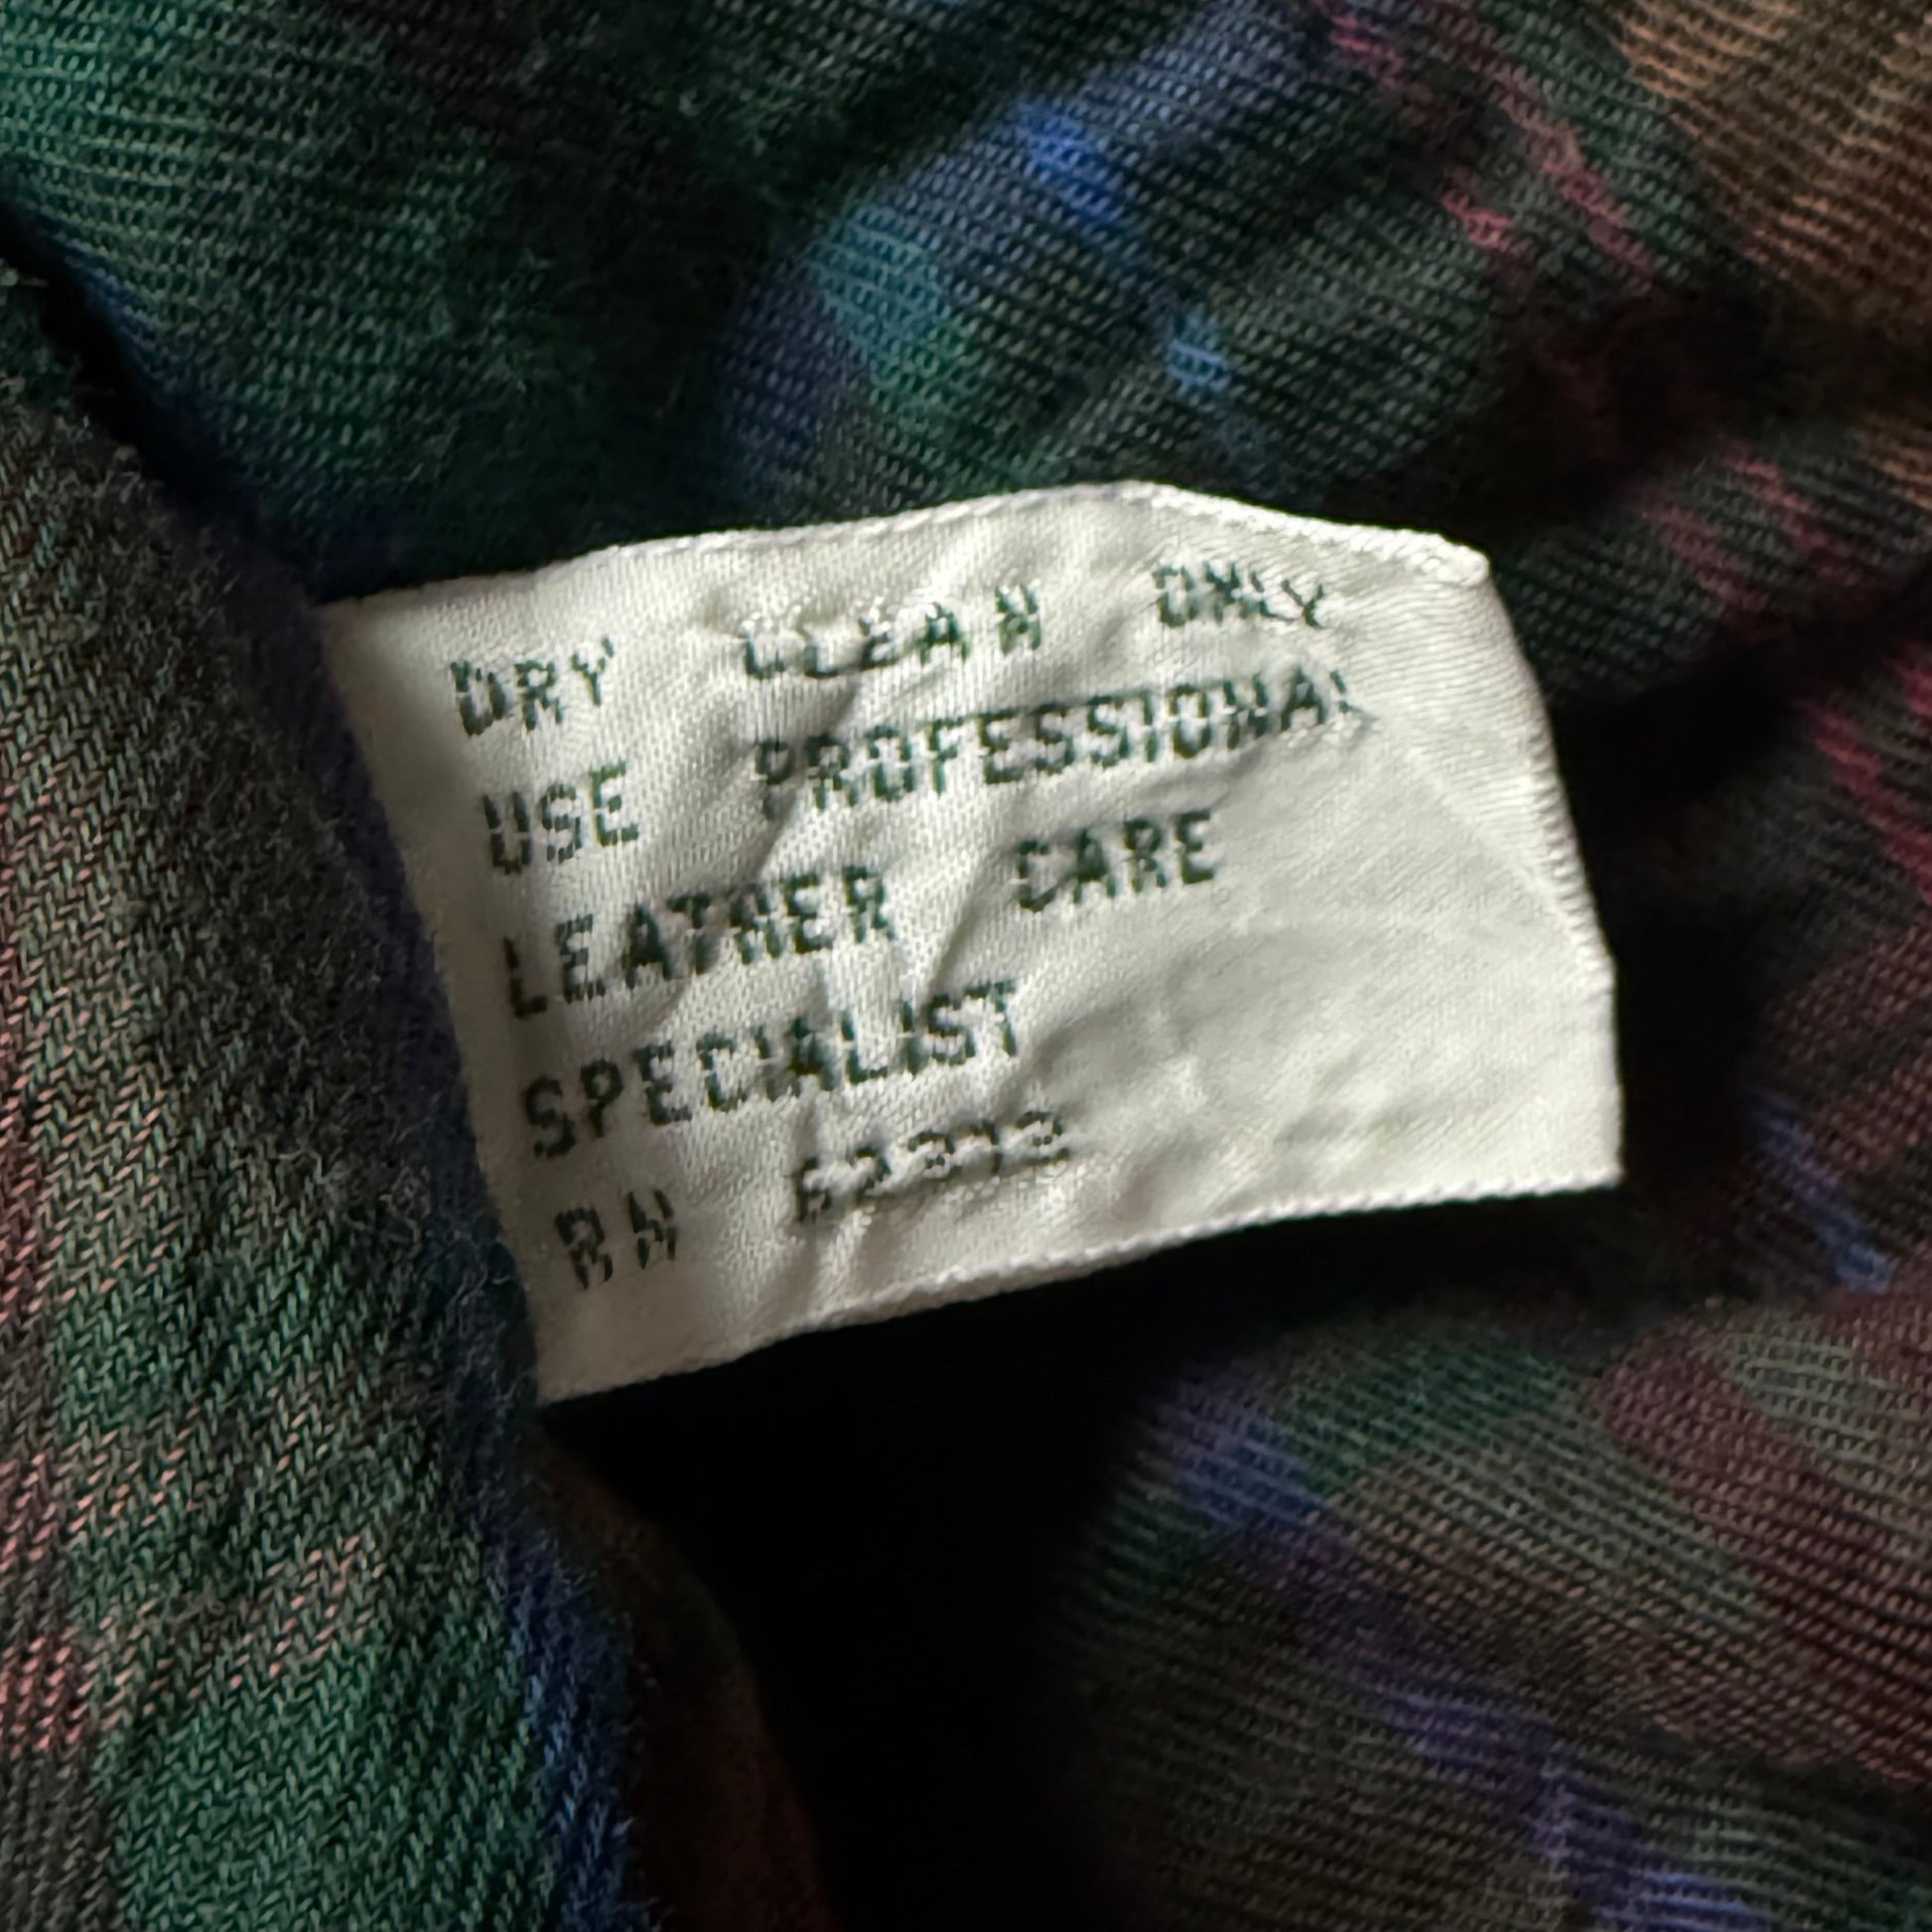 DRY CLEAN ONLY
USE PROFESSIONAL
LEATHER CARE
SPECIALIST
RN